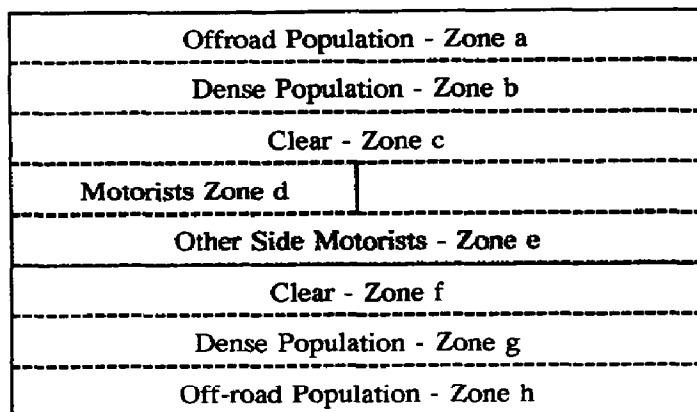 Offroad Population - Zone a
Dense Population - Zone b
Clear - Zone c
Motorists Zone d
Other Side Motorists - Zone e
Clear - Zone f
Dense Population - Zone g
Off-road Population - Zone h